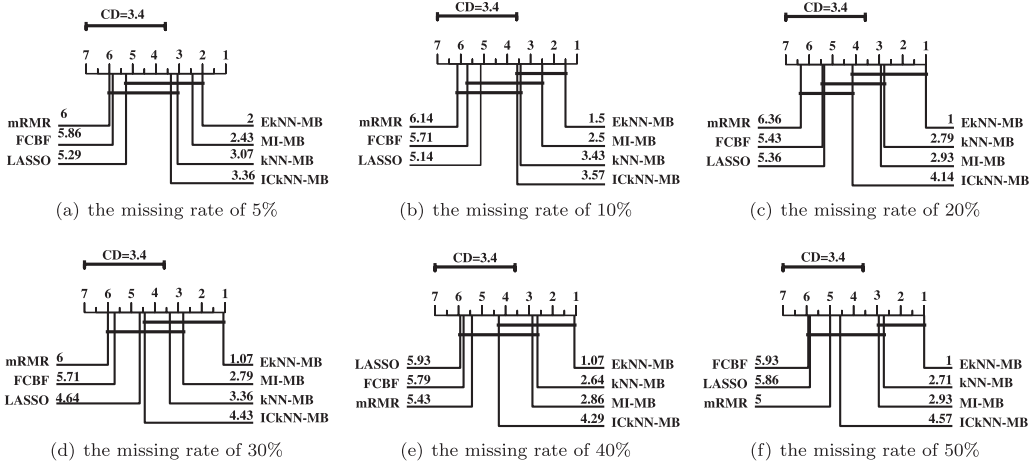 CD=3.4
7 6 5 4 3 2 1
mRMR 6
FCBF 5.86
LASSO 5.29
2 EkNN-MB
2.43 MI-MB
3.07 kNN-MB
3.36 ICkNN-MB
(a) the missing rate of 5%
CD=3.4
7 6 5 4 3 2 1
mRMR 6.14
FCBF 5.71
LASSO 5.14
1.5 EkNN-MB
2.5 MI-MB
3.43 kNN-MB
3.57 ICkNN-MB
(b) the missing rate of 10%
CD=3.4
7 6 5 4 3 2 1
mRMR 6.36
FCBF 5.43
LASSO 5.36
1 EkNN-MB
2.79 kNN-MB
2.93 MI-MB
4.14 ICkNN-MB
(c) the missing rate of 20%
CD=3.4
7 6 5 4 3 2 1
mRMR 6
FCBF 5.71
LASSO 4.64
1.07 EkNN-MB
2.79 MI-MB
3.36 kNN-MB
4.43 ICkNN-MB
(d) the missing rate of 30%
CD=3.4
7 6 5 4 3 2 1
LASSO 5.93
FCBF 5.79
mRMR 5.43
1.07 EkNN-MB
2.64 kNN-MB
2.86 MI-MB
4.29 ICkNN-MB
(e) the missing rate of 40%
CD=3.4
7 6 5 4 3 2 1
FCBF 5.93
LASSO 5.86
mRMR 5
1 EkNN-MB
2.71 kNN-MB
2.93 MI-MB
4.57 ICkNN-MB
(f) the missing rate of 50%